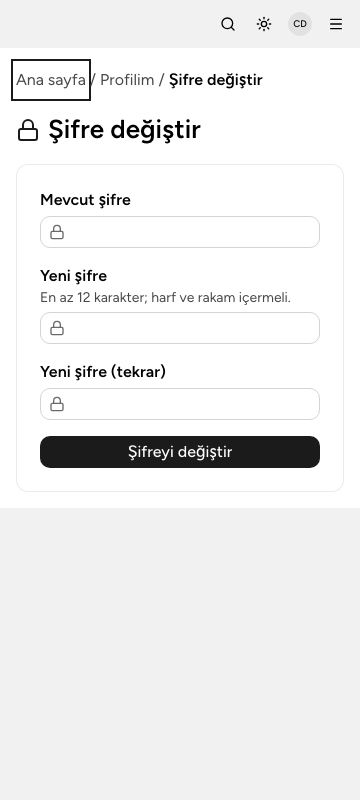 CD
Ana sayfa / Profilim / Şifre değiştir
Şifre değiştir
Mevcut şifre
Yeni şifre
En az 12 karakter; harf ve rakam içermeli.
Yeni şifre (tekrar)
Şifreyi değiştir